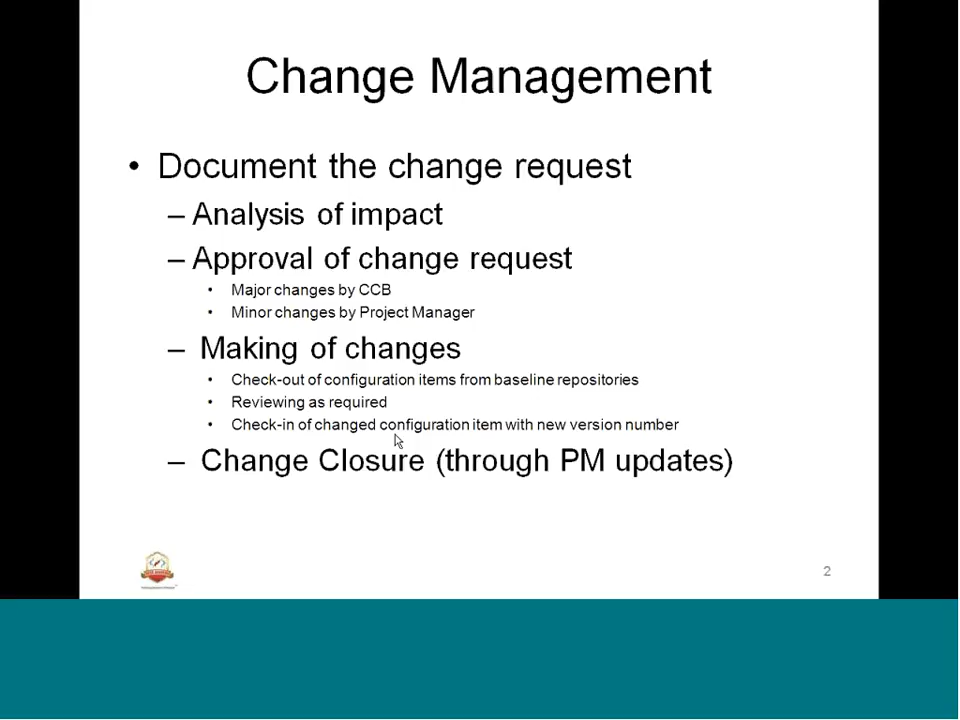 Change Management
• Document the change request
– Analysis of impact
– Approval of change request
• Major changes by CCB
• Minor changes by Project Manager
– Making of changes
• Check-out of configuration items from baseline repositories
• Reviewing as required
• Check-in of changed configuration item with new version number
– Change Closure (through PM updates)
2